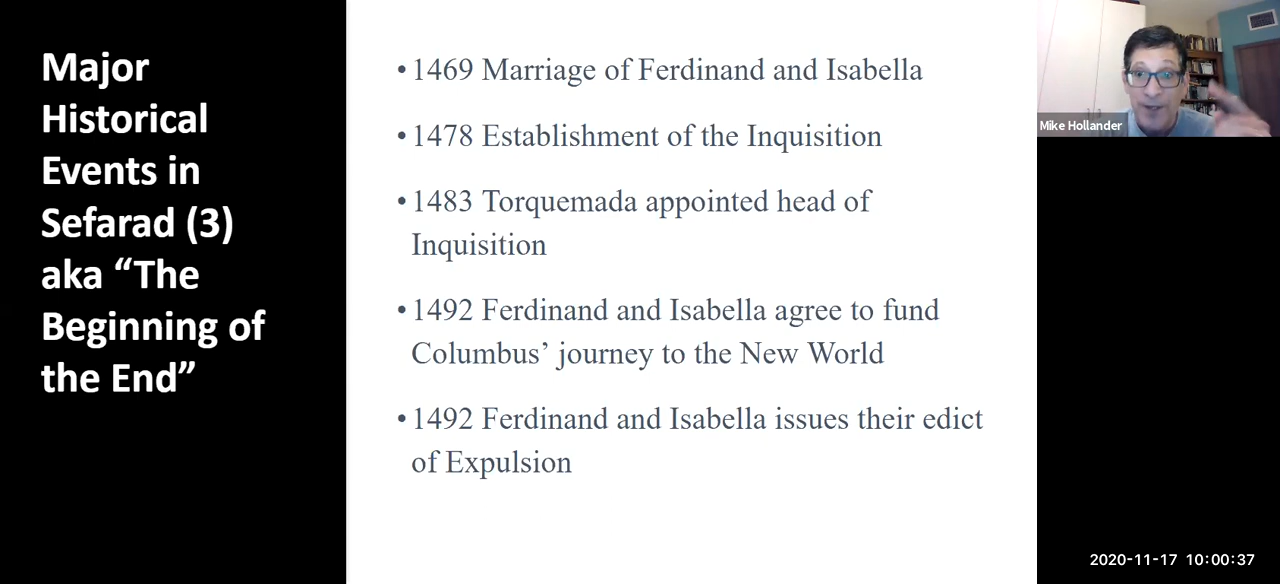 Major
Historical
Events in
Sefarad (3)
aka “The
Beginning of
the End”
•1469 Marriage of Ferdinand and Isabella
•1478 Establishment of the Inquisition
•1483 Torquemada appointed head of
Inquisition
•1492 Ferdinand and Isabella agree to fund
Columbus’ journey to the New World
•1492 Ferdinand and Isabella issues their edict
of Expulsion
Mike Hollander
2020-11-17 10:00:37